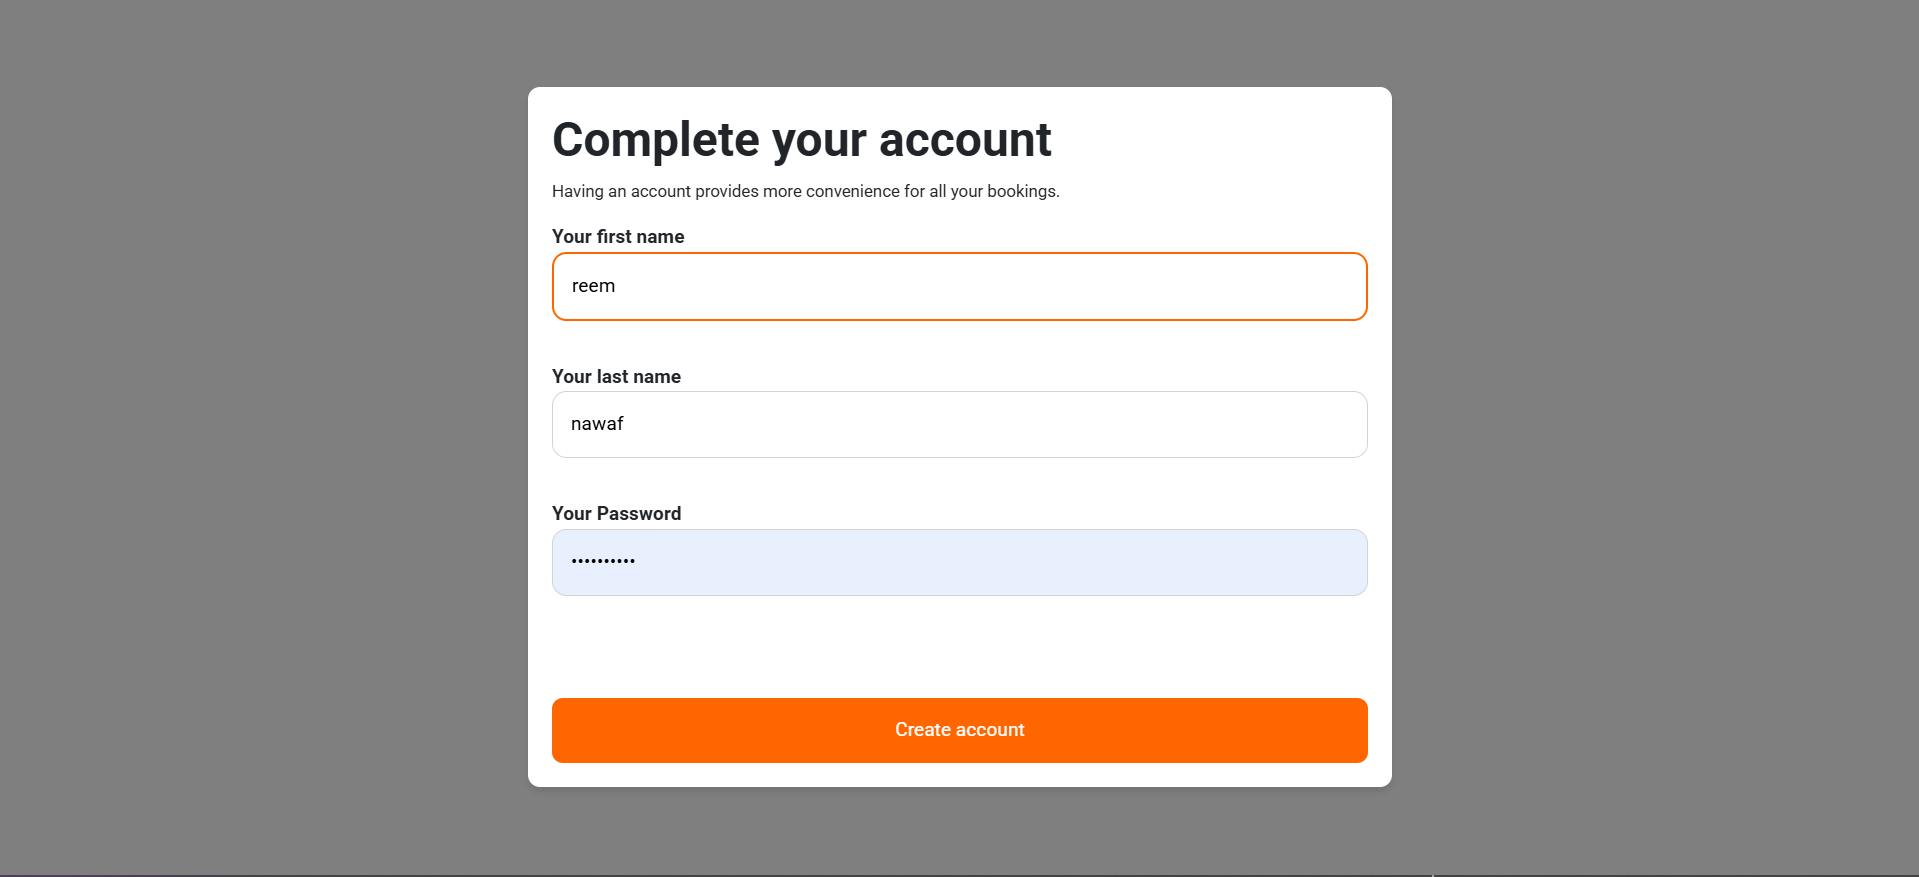 Complete your account
Having an account provides more convenience for all your bookings.
Your first name
reem
Your last name
nawaf
Your Password
••••••••••
Create account